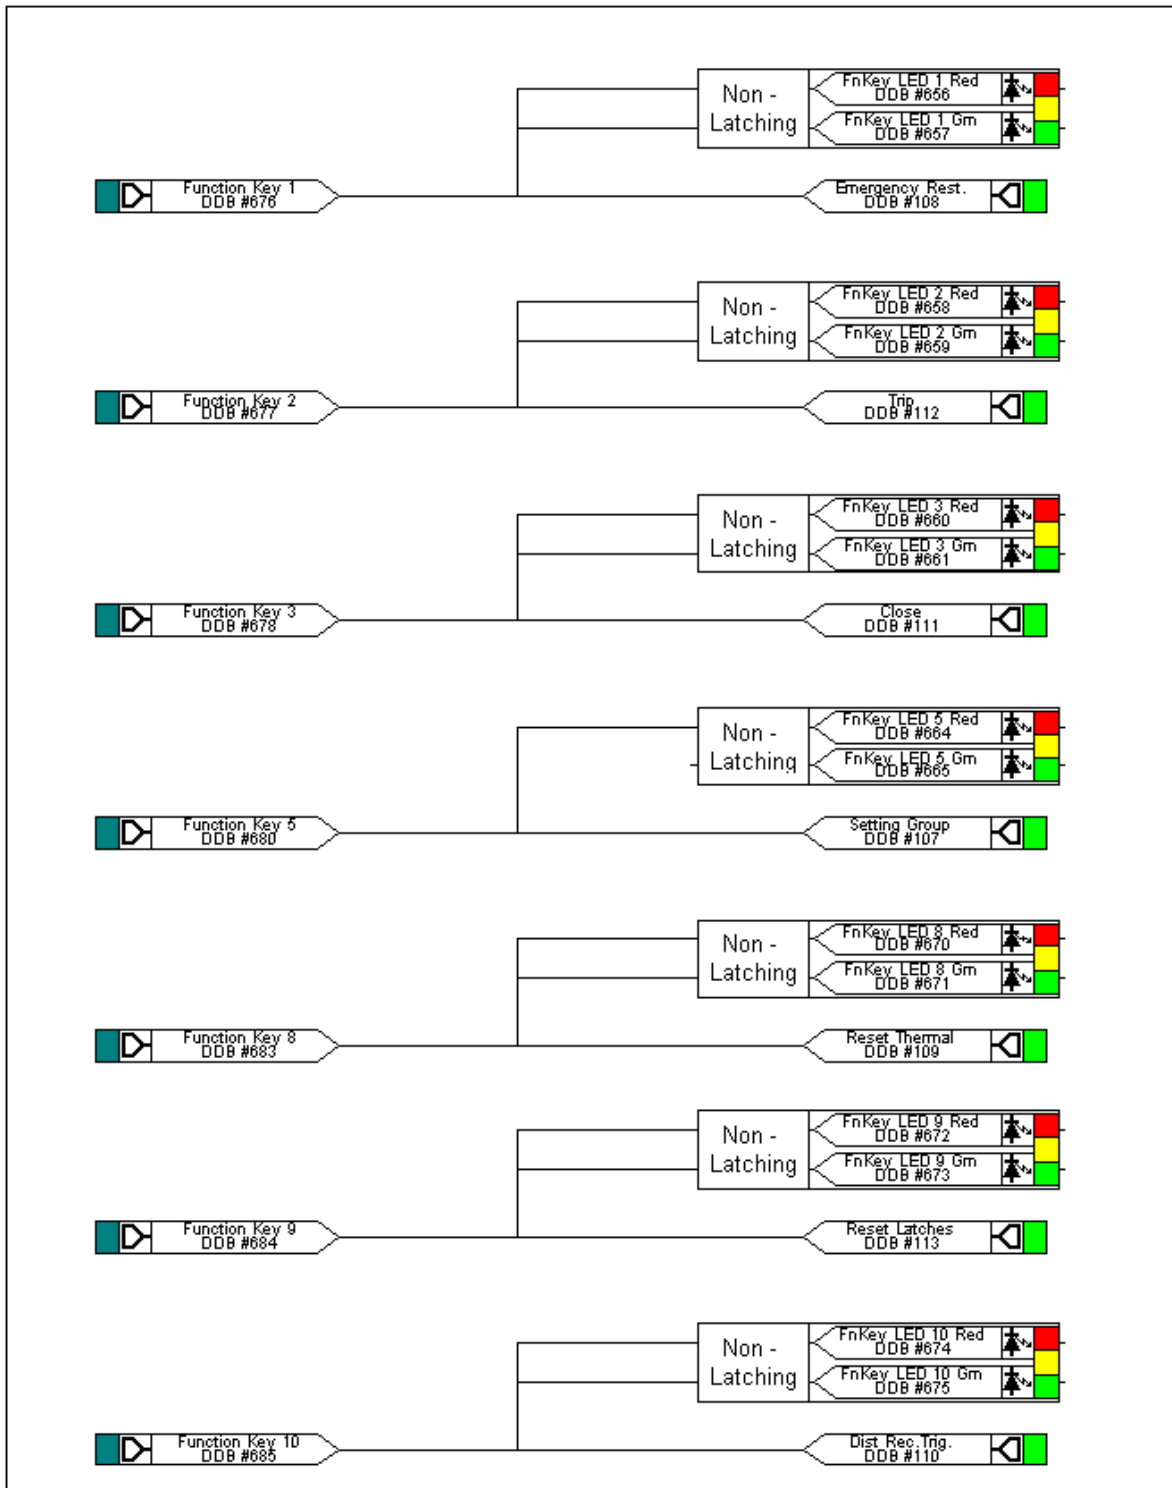 Non -
Latching
FnKey LED 1 Red
DDB #656
FnKey LED 1 Grn
DDB #657
Function Key 1
DDB #676
Emergency Rest.
DDB #108
Non -
Latching
FnKey LED 2 Red
DDB #658
FnKey LED 2 Grn
DDB #659
Function Key 2
DDB #677
Trip
DDB #112
Non -
Latching
FnKey LED 3 Red
DDB #660
FnKey LED 3 Grn
DDB #661
Function Key 3
DDB #678
Close
DDB #111
Non -
Latching
FnKey LED 5 Red
DDB #664
FnKey LED 5 Grn
DDB #665
Function Key 5
DDB #680
Setting Group
DDB #107
Non -
Latching
FnKey LED 8 Red
DDB #670
FnKey LED 8 Grn
DDB #671
Function Key 8
DDB #683
Reset Thermal
DDB #109
Non -
Latching
FnKey LED 9 Red
DDB #672
FnKey LED 9 Grn
DDB #673
Function Key 9
DDB #684
Reset Latches
DDB #113
Non -
Latching
FnKey LED 10 Red
DDB #674
FnKey LED 10 Grn
DDB #675
Function Key 10
DDB #685
Dist Rec.Trig.
DDB #110